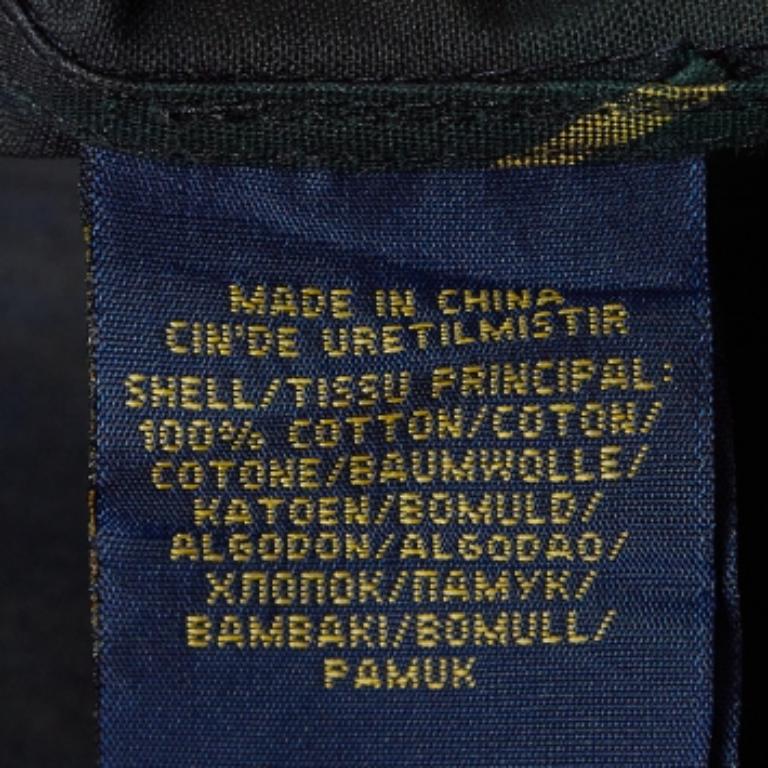 MADE IN CHINA
CIN'DE URETILMISTIR
SHELL/TISSU PRINCIPAL:
100% COTTON/COTON/
COTONE/BAUMWOLLE/
KATOEN/BOMULD/
ALGODON/ALGODAO/
ХЛОПОК/ПАМУК/
BAMBAKI/BOMULL/
PAMUK